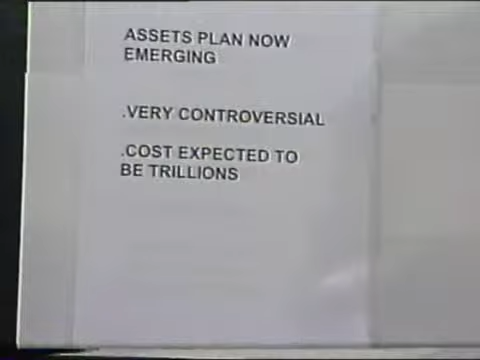 ASSETS PLAN NOW
EMERGING
.VERY CONTROVERSIAL
.COST EXPECTED TO
BE TRILLIONS